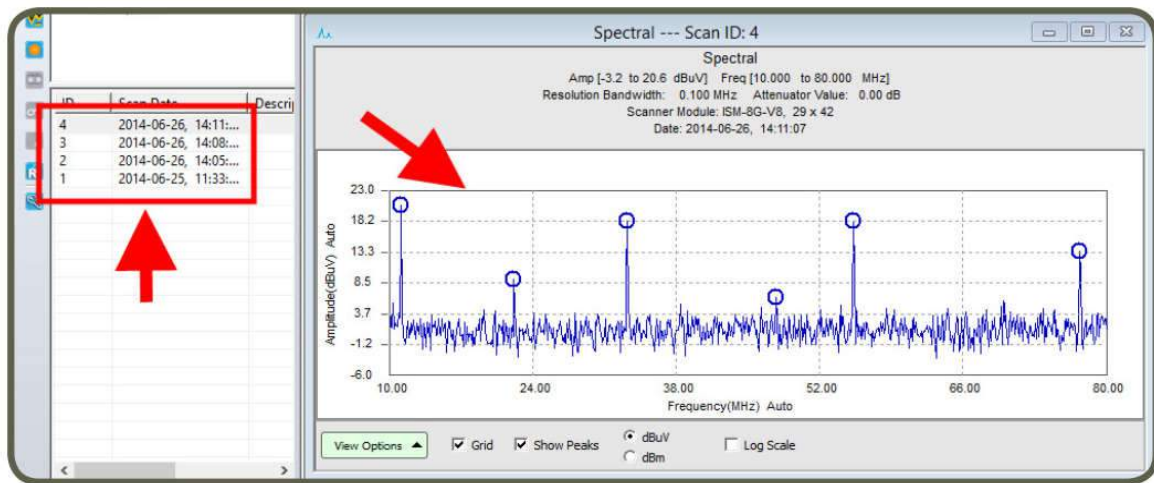 ID Scan Date Descrip
4 2014-06-26, 14:11:...
3 2014-06-26, 14:08:...
2 2014-06-26, 14:05:...
1 2014-06-25, 11:33:...
Spectral --- Scan ID: 4
Spectral
Amp [-3.2 to 20.6 dBuV] Freq [10.000 to 80.000 MHz]
Resolution Bandwidth: 0.100 MHz Attenuator Value: 0.00 dB
Scanner Module: ISM-8G-V8, 29 x 42
Date: 2014-06-26, 14:11:07
Amplitude(dBuV) Auto
23.0
18.2
13.3
8.5
3.7
-1.2
-6.0
10.00 24.00 38.00 52.00 66.00 80.00
Frequency(MHz) Auto
View Options Grid Show Peaks dBuV Log Scale
dBm